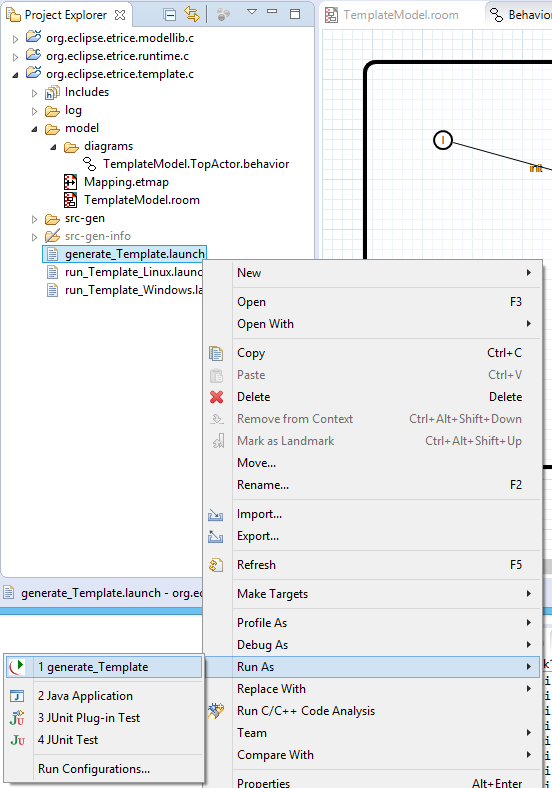 Project Explorer
TemplateModel.room
Behavior
org.eclipse.etrice.modellib.c
org.eclipse.etrice.runtime.c
org.eclipse.etrice.template.c
Includes
log
model
diagrams
TemplateModel.TopActor.behavior
Mapping.etmap
TemplateModel.room
src-gen
src-gen-info
generate_Template.launch
run_Template_Linux.launc
run_Template_Windows.la
I
init
New
Open F3
Open With
Copy Ctrl+C
Paste Ctrl+V
Delete Delete
Remove from Context Ctrl+Alt+Shift+Down
Mark as Landmark Ctrl+Alt+Shift+Up
Move...
Rename... F2
Import...
Export...
Refresh F5
Make Targets
Profile As
Debug As
Run As
Replace With
Run C/C++ Code Analysis
Team
Compare With
Properties Alt+Enter
generate_Template.launch - org.ec
1 generate_Template
2 Java Application
3 JUnit Plug-in Test
4 JUnit Test
Run Configurations...